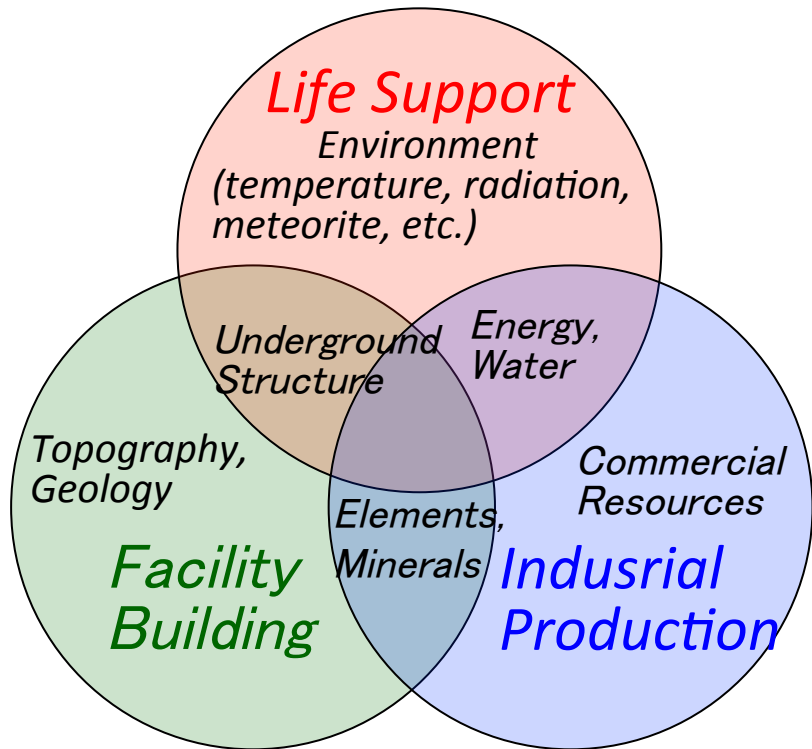 Life Support
Environment
(temperature, radiation,
meteorite, etc.)
Underground
Structure
Energy,
Water
Topography,
Geology
Commercial
Resources
Elements,
Minerals
Facility
Building
Indusrial
Production